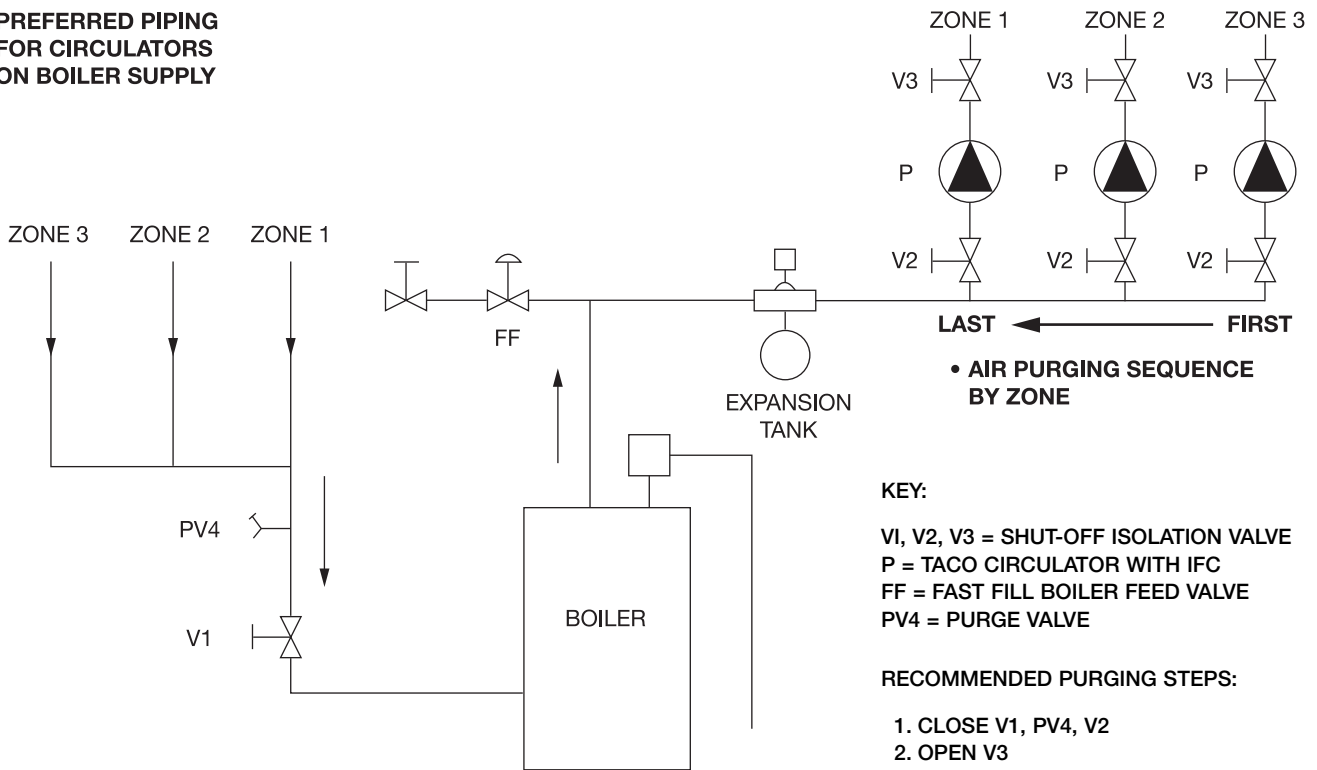 PREFERRED PIPING
FOR CIRCULATORS
ON BOILER SUPPLY
ZONE 1
ZONE 2
ZONE 3
V3
V3
V3
P
P
P
V2
V2
V2
ZONE 3
ZONE 2
ZONE 1
FF
EXPANSION
TANK
LAST
FIRST
• AIR PURGING SEQUENCE
BY ZONE
PV4
V1
BOILER
KEY:
VI, V2, V3 = SHUT-OFF ISOLATION VALVE
P = TACO CIRCULATOR WITH IFC
FF = FAST FILL BOILER FEED VALVE
PV4 = PURGE VALVE
RECOMMENDED PURGING STEPS:
1. CLOSE V1, PV4, V2
2. OPEN V3